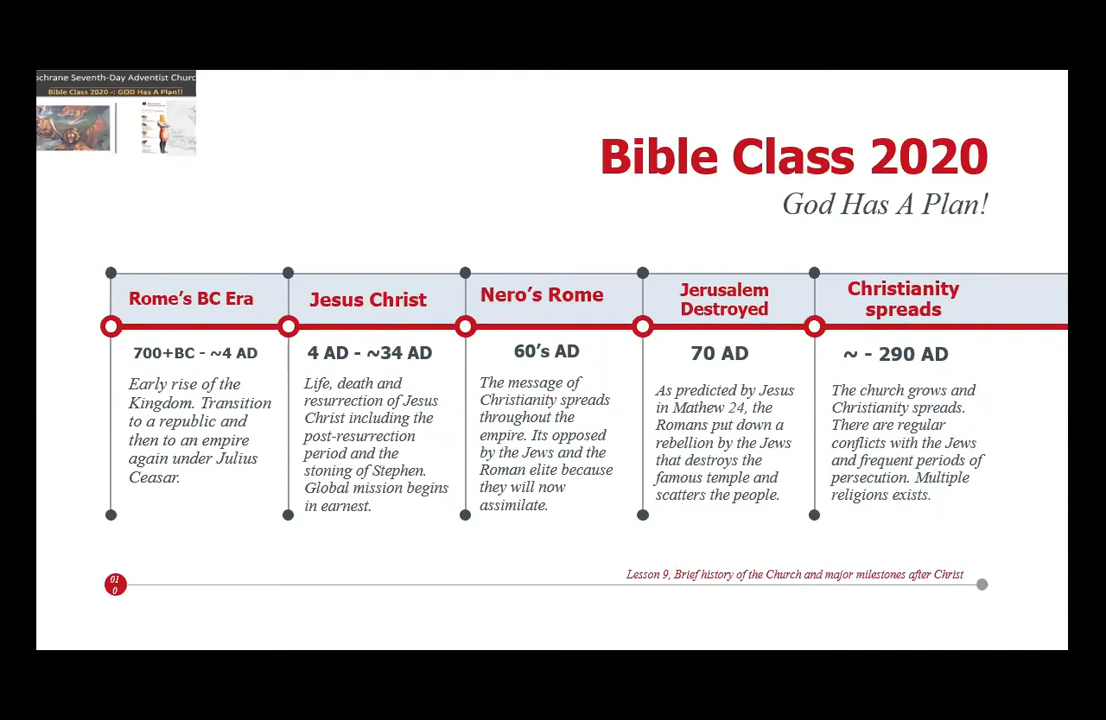 ochrane Seventh-Day Adventist Churc
Bible Class 2020 -: GOD Has A Plan!!
Bible Class 2020
God Has A Plan!
Rome's BC Era
700+BC - ~4 AD
Early rise of the
Kingdom. Transition
to a republic and
then to an empire
again under Julius
Ceasar.
Jesus Christ
4 AD - ~34 AD
Life, death and
resurrection of Jesus
Christ including the
post-resurrection
period and the
stoning of Stephen.
Global mission begins
in earnest.
Nero's Rome
60's AD
The message of
Christianity spreads
throughout the
empire. Its opposed
by the Jews and the
Roman elite because
they will now
assimilate.
Jerusalem
Destroyed
70 AD
As predicted by Jesus
in Mathew 24, the
Romans put down a
rebellion by the Jews
that destroys the
famous temple and
scatters the people.
Christianity
spreads
~ - 290 AD
The church grows and
Christianity spreads.
There are regular
conflicts with the Jews
and frequent periods of
persecution. Multiple
religions exists.
Lesson 9, Brief history of the Church and major milestones after Christ
01
0